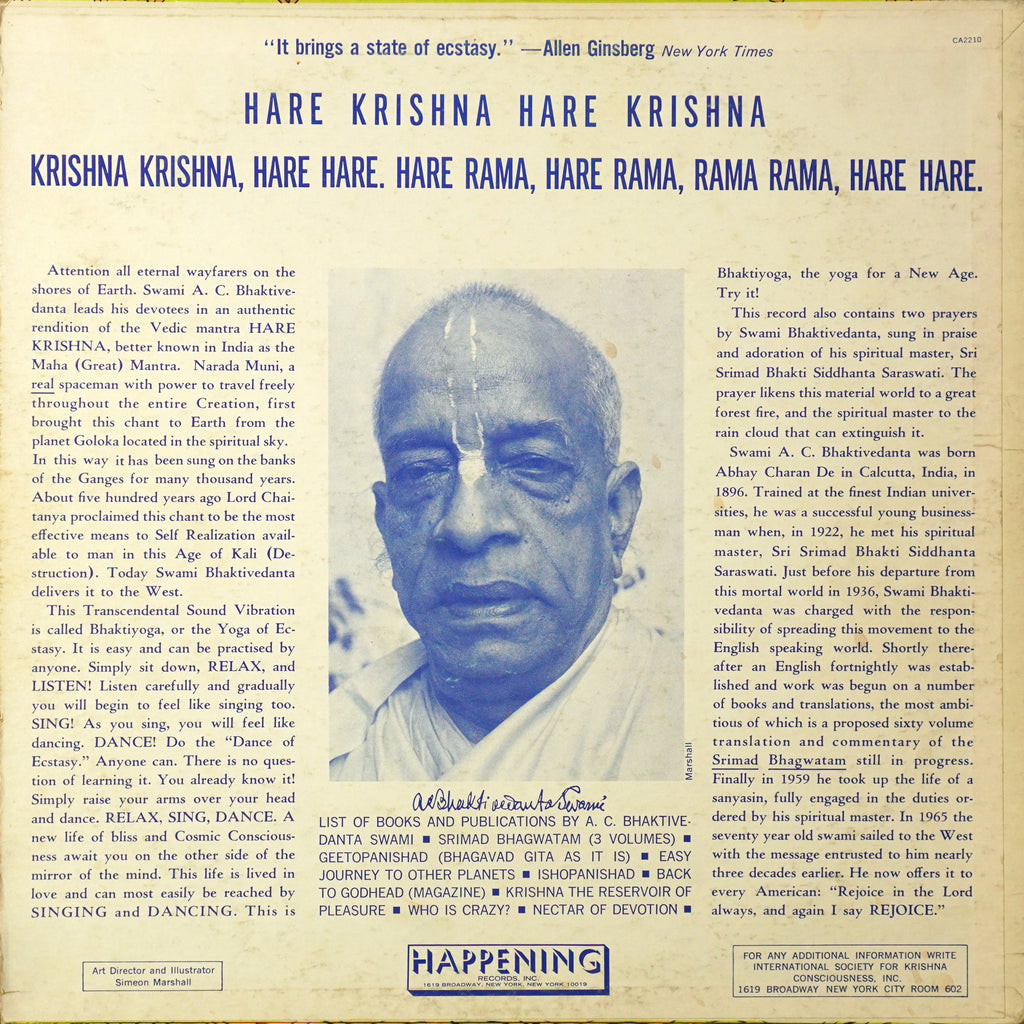 "It brings a state of ecstasy." —Allen Ginsberg New York Times
CA2210
HARE KRISHNA HARE KRISHNA
KRISHNA KRISHNA, HARE HARE. HARE RAMA, HARE RAMA, RAMA RAMA, HARE HARE.
Attention all eternal wayfarers on the
shores of Earth. Swami A. C. Bhaktive-
danta leads his devotees in an authentic
rendition of the Vedic mantra HARE
KRISHNA, better known in India as the
Maha (Great) Mantra. Narada Muni, a
real spaceman with power to travel freely
throughout the entire Creation, first
brought this chant to Earth from the
planet Goloka located in the spiritual sky.
In this way it has been sung on the banks
of the Ganges for many thousand years.
About five hundred years ago Lord Chai-
tanya proclaimed this chant to be the most
effective means to Self Realization avail-
able to man in this Age of Kali (De-
struction). Today Swami Bhaktivedanta
delivers it to the West.
This Transcendental Sound Vibration
is called Bhaktiyoga, or the Yoga of Ec-
stasy. It is easy and can be practised by
anyone. Simply sit down, RELAX, and
LISTEN! Listen carefully and gradually
you will begin to feel like singing too.
SING! As you sing, you will feel like
dancing. DANCE! Do the "Dance of
Ecstasy." Anyone can. There is no ques-
tion of learning it. You already know it!
Simply raise your arms over your head
and dance. RELAX, SING, DANCE. A
new life of bliss and Cosmic Conscious-
ness await you on the other side of the
mirror of the mind. This life is lived in
love and can most easily be reached by
SINGING and DANCING. This is
Marshall
A C Bhaktivedanta Swami
LIST OF BOOKS AND PUBLICATIONS BY A. C. BHAKTIVE-
DANTA SWAMI ■ SRIMAD BHAGWATAM (3 VOLUMES) ■
GEETOPANISHAD (BHAGAVAD GITA AS IT IS) ■ EASY
JOURNEY TO OTHER PLANETS ■ ISHOPANISHAD ■ BACK
TO GODHEAD (MAGAZINE) ■ KRISHNA THE RESERVOIR OF
PLEASURE ■ WHO IS CRAZY? ■ NECTAR OF DEVOTION ■
Bhaktiyoga, the yoga for a New Age.
Try it!
This record also contains two prayers
by Swami Bhaktivedanta, sung in praise
and adoration of his spiritual master, Sri
Srimad Bhakti Siddhanta Saraswati. The
prayer likens this material world to a great
forest fire, and the spiritual master to the
rain cloud that can extinguish it.
Swami A. C. Bhaktivedanta was born
Abhay Charan De in Calcutta, India, in
1896. Trained at the finest Indian univer-
sities, he was a successful young business-
man when, in 1922, he met his spiritual
master, Sri Srimad Bhakti Siddhanta
Saraswati. Just before his departure from
this mortal world in 1936, Swami Bhakti-
vedanta was charged with the respon-
sibility of spreading this movement to the
English speaking world. Shortly there-
after an English fortnightly was estab-
lished and work was begun on a number
of books and translations, the most ambi-
tious of which is a proposed sixty volume
translation and commentary of the
Srimad Bhagwatam still in progress.
Finally in 1959 he took up the life of a
sanyasin, fully engaged in the duties or-
dered by his spiritual master. In 1965 the
seventy year old swami sailed to the West
with the message entrusted to him nearly
three decades earlier. He now offers it to
every American: "Rejoice in the Lord
always, and again I say REJOICE."
Art Director and Illustrator
Simeon Marshall
HAPPENING
RECORDS, INC.
1619 BROADWAY, NEW YORK, NEW YORK 10019
FOR ANY ADDITIONAL INFORMATION WRITE
INTERNATIONAL SOCIETY FOR KRISHNA
CONSCIOUSNESS, INC.
1619 BROADWAY NEW YORK CITY ROOM 602